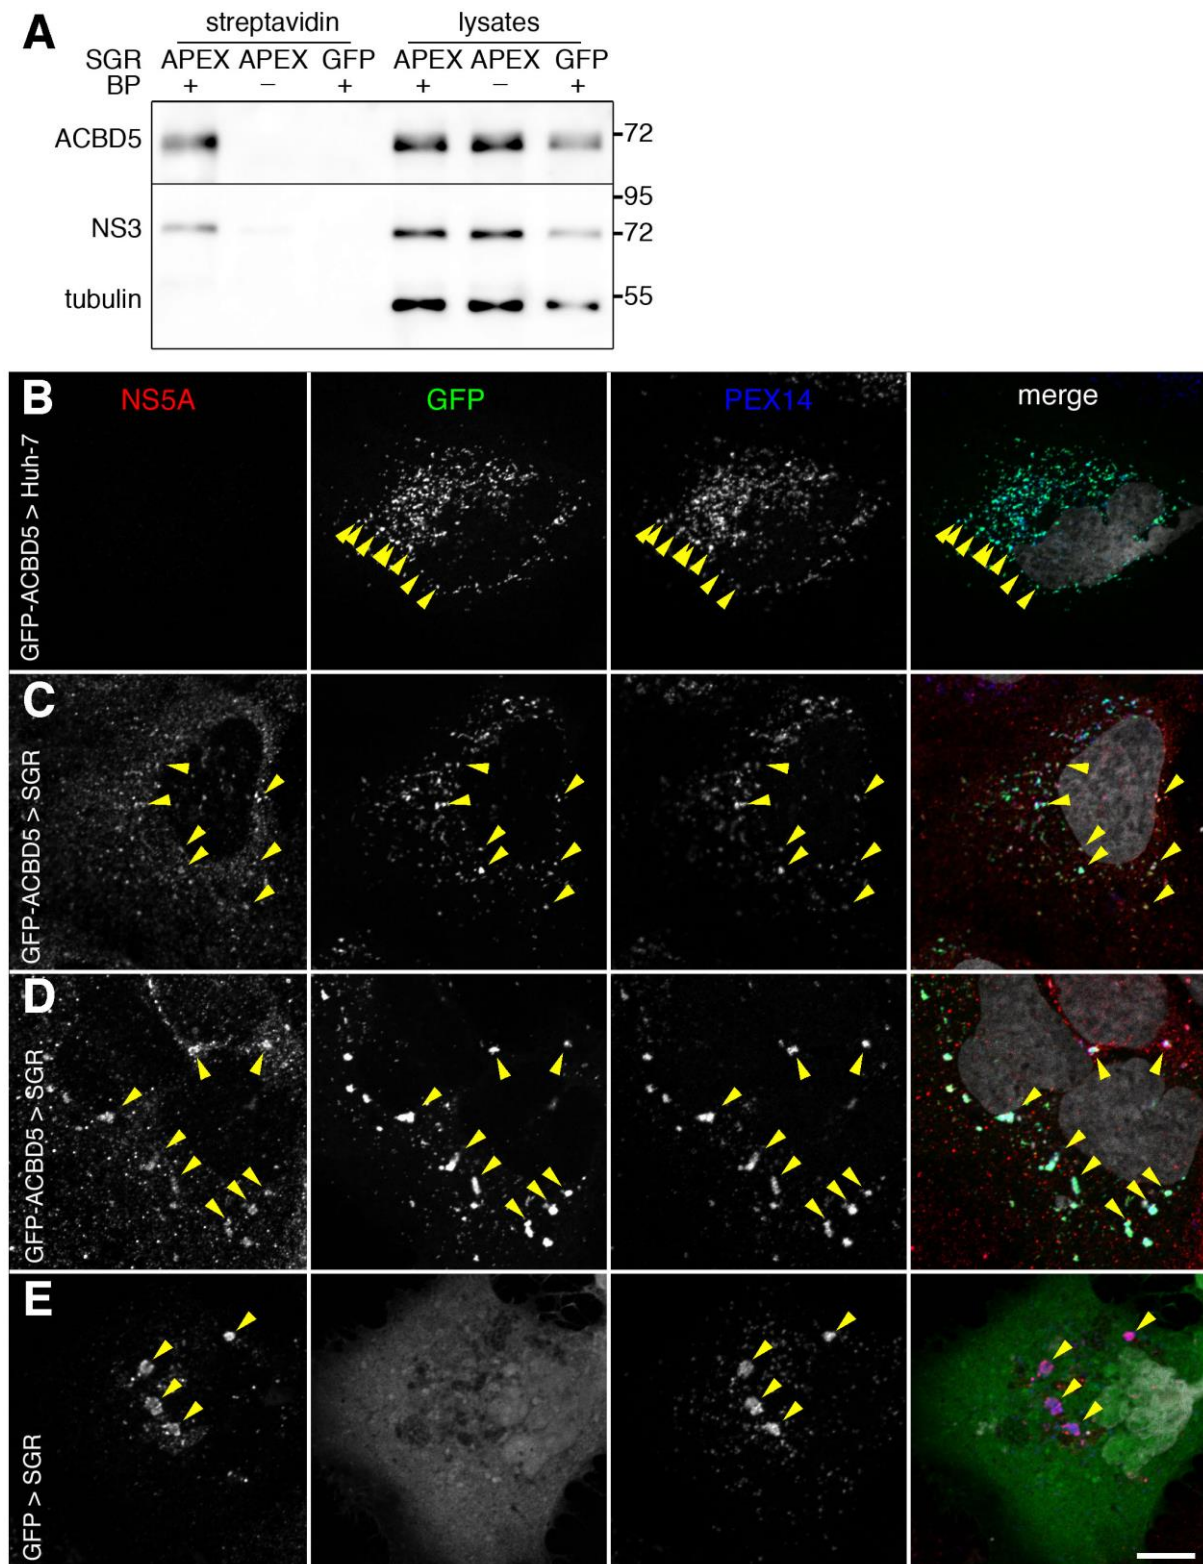 A
streptavidin lysates
SGR APEX APEX GFP APEX APEX GFP
BP + − + + − +
ACBD5 72
95
NS3 72
tubulin 55
B NS5A GFP PEX14 merge
GFP-ACBD5 > Huh-7
C
GFP-ACBD5 > SGR
D
GFP-ACBD5 > SGR
E
GFP > SGR